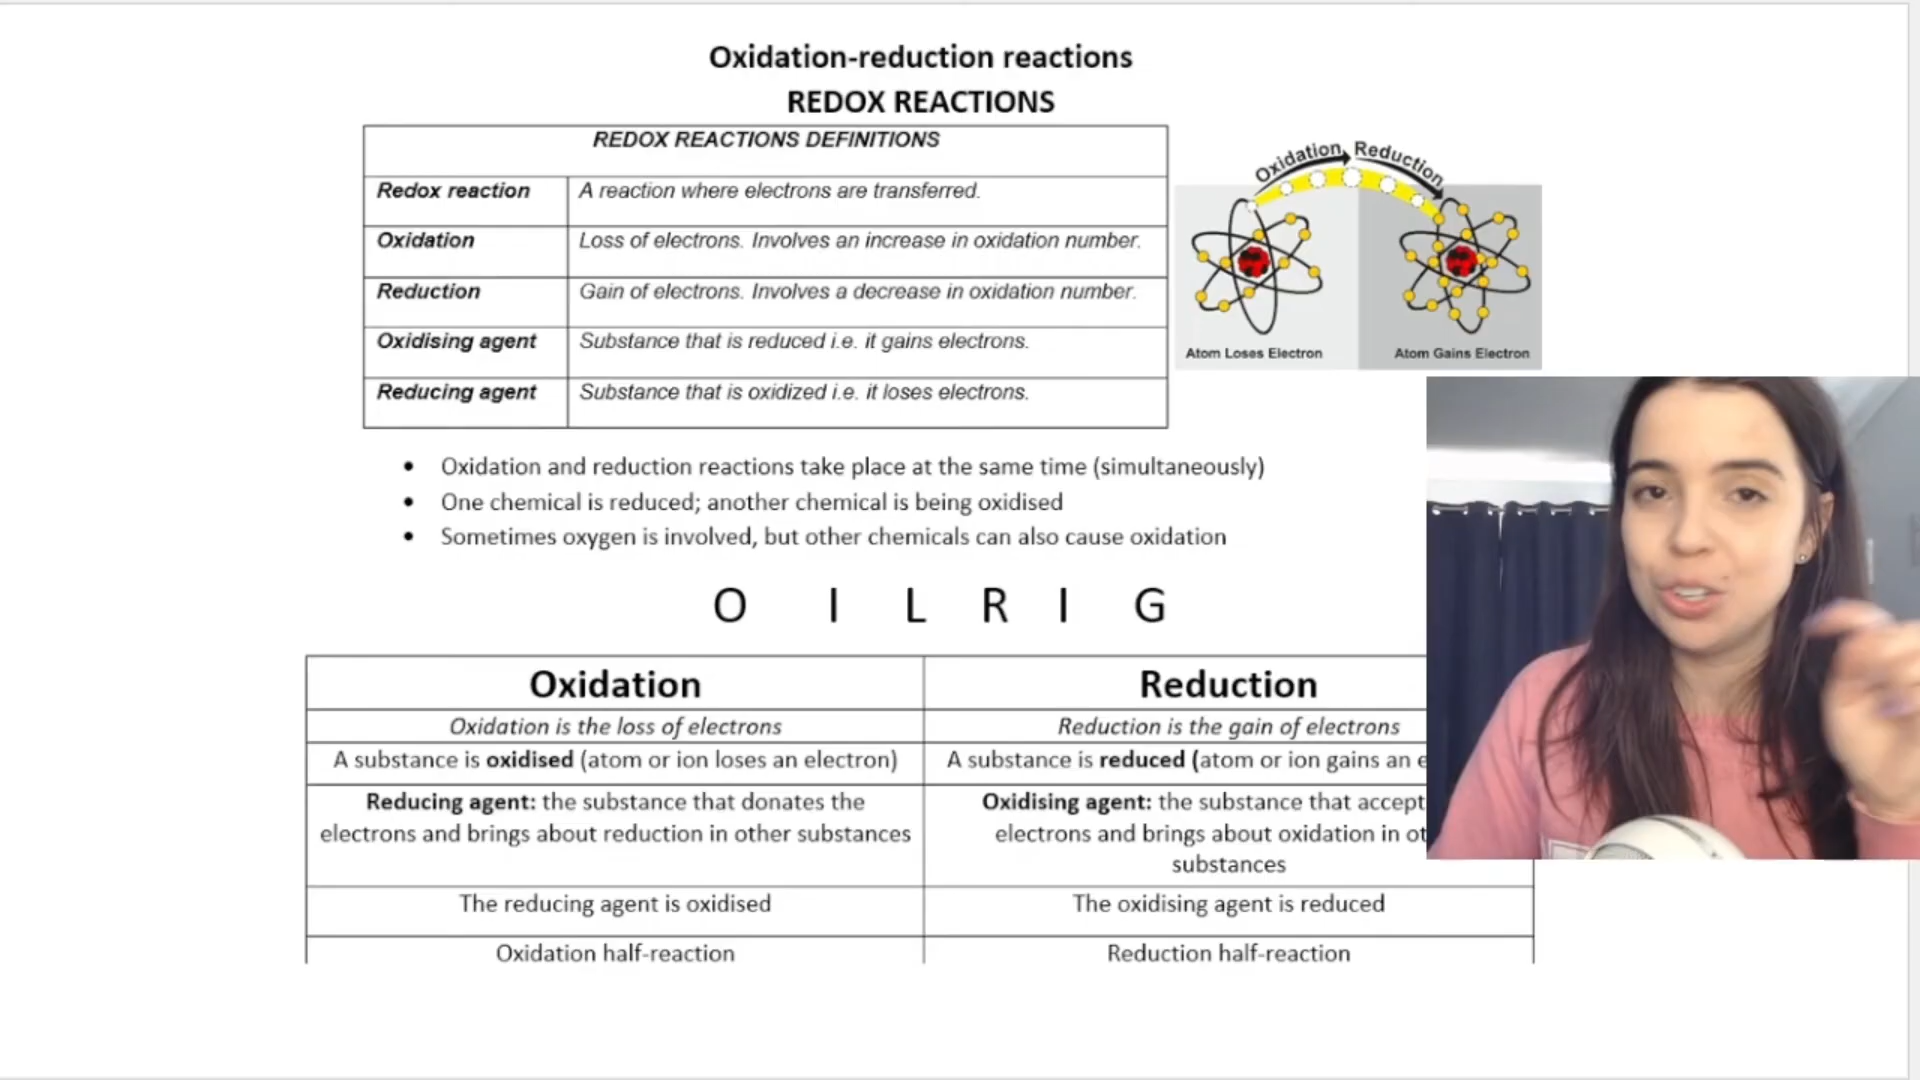 Oxidation-reduction reactions
REDOX REACTIONS
REDOX REACTIONS DEFINITIONS
Redox reaction
A reaction where electrons are transferred.
Oxidation
Loss of electrons. Involves an increase in oxidation number.
Reduction
Gain of electrons. Involves a decrease in oxidation number.
Oxidising agent
Substance that is reduced i.e. it gains electrons.
Reducing agent
Substance that is oxidized i.e. it loses electrons.
Oxidation Reduction
Atom Loses Electron
Atom Gains Electron
• Oxidation and reduction reactions take place at the same time (simultaneously)
• One chemical is reduced; another chemical is being oxidised
• Sometimes oxygen is involved, but other chemicals can also cause oxidation
O I L R I G
Oxidation
Reduction
Oxidation is the loss of electrons
Reduction is the gain of electrons
A substance is oxidised (atom or ion loses an electron)
A substance is reduced (atom or ion gains an e
Reducing agent: the substance that donates the
electrons and brings about reduction in other substances
Oxidising agent: the substance that accept
electrons and brings about oxidation in ot
substances
The reducing agent is oxidised
The oxidising agent is reduced
Oxidation half-reaction
Reduction half-reaction